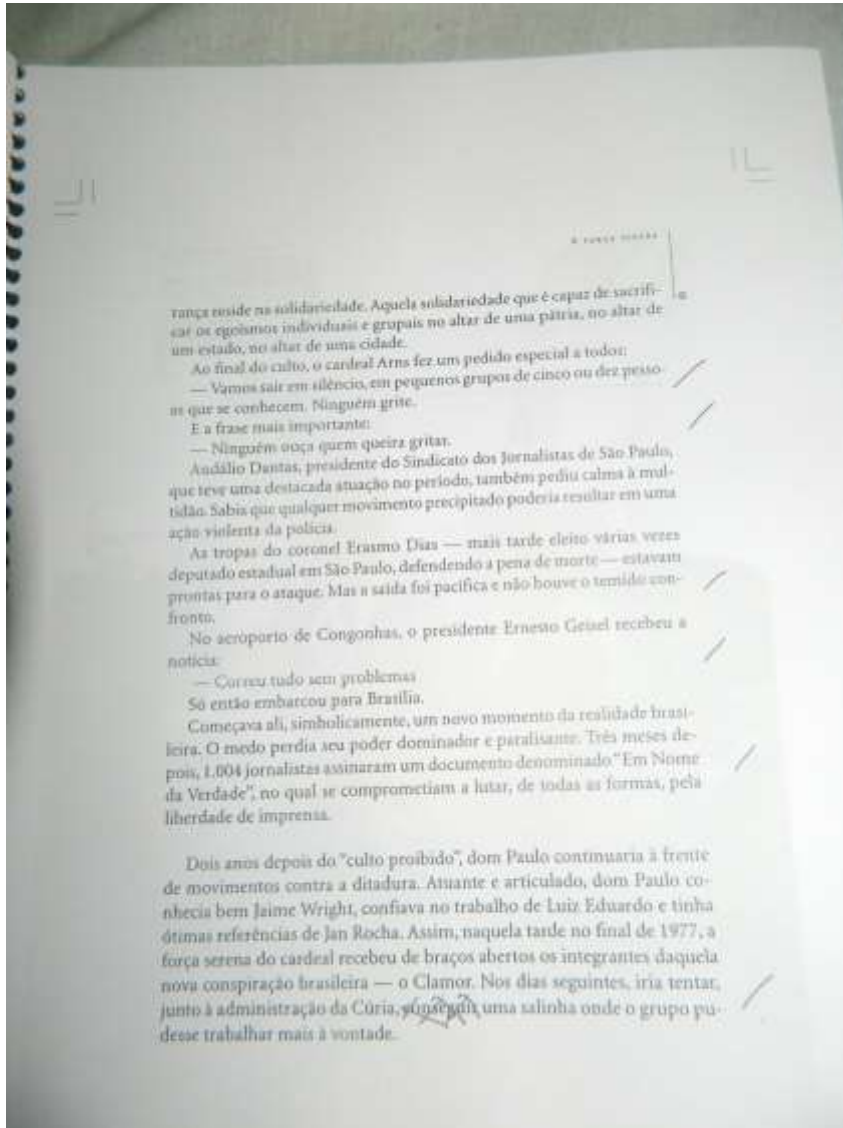 rança reside na solidariedade. Aquela solidariedade que é capaz de sacrifi-
car os egoísmos individuais e grupais no altar de uma pátria, no altar de
um estado, no altar de uma cidade.
Ao final do culto, o cardeal Arns fez um pedido especial a todos:
— Vamos sair em silêncio, em pequenos grupos de cinco ou dez pesso-
as que se conhecem. Ninguém grite.
E a frase mais importante:
— Ninguém ouça quem queira gritar.
Audálio Dantas, presidente do Sindicato dos Jornalistas de São Paulo,
que teve uma destacada atuação no período, também pediu calma à mul-
tidão. Sabia que qualquer movimento precipitado poderia resultar em uma
ação violenta da polícia.
As tropas do coronel Erasmo Dias — mais tarde eleito várias vezes
deputado estadual em São Paulo, defendendo a pena de morte — estavam
prontas para o ataque. Mas a saída foi pacífica e não houve o temido con-
fronto.
No aeroporto de Congonhas, o presidente Ernesto Geisel recebeu a
notícia:
— Correu tudo sem problemas
Só então embarcou para Brasília.
Começava ali, simbolicamente, um novo momento da realidade brasi-
leira. O medo perdia seu poder dominador e paralisante. Três meses de-
pois, 1.004 jornalistas assinaram um documento denominado "Em Nome
da Verdade", no qual se comprometiam a lutar, de todas as formas, pela
liberdade de imprensa.
Dois anos depois do "culto proibido", dom Paulo continuaria à frente
de movimentos contra a ditadura. Atuante e articulado, dom Paulo co-
nhecia bem Jaime Wright, confiava no trabalho de Luiz Eduardo e tinha
ótimas referências de Jan Rocha. Assim, naquela tarde no final de 1977, a
força serena do cardeal recebeu de braços abertos os integrantes daquela
nova conspiração brasileira — o Clamor. Nos dias seguintes, iria tentar,
junto à administração da Cúria, uma salinha onde o grupo pu-
desse trabalhar mais à vontade.